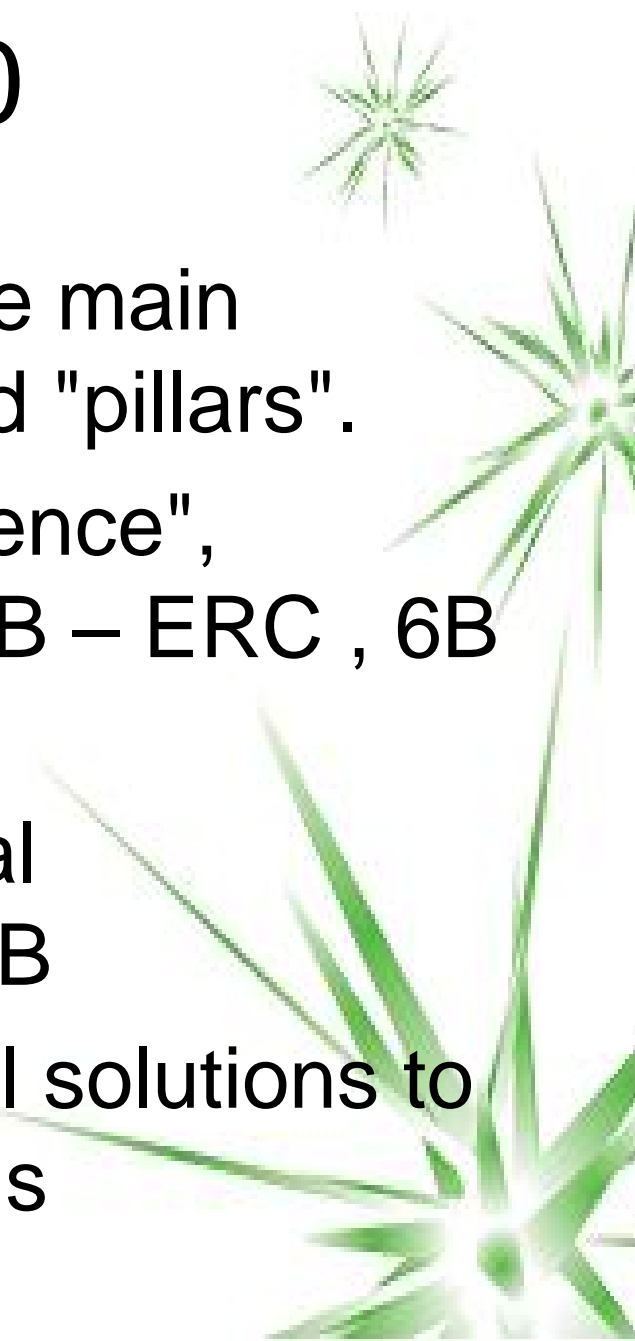 0
e main
d "pillars".
ence",
B – ERC , 6B
al
B
l solutions to
s